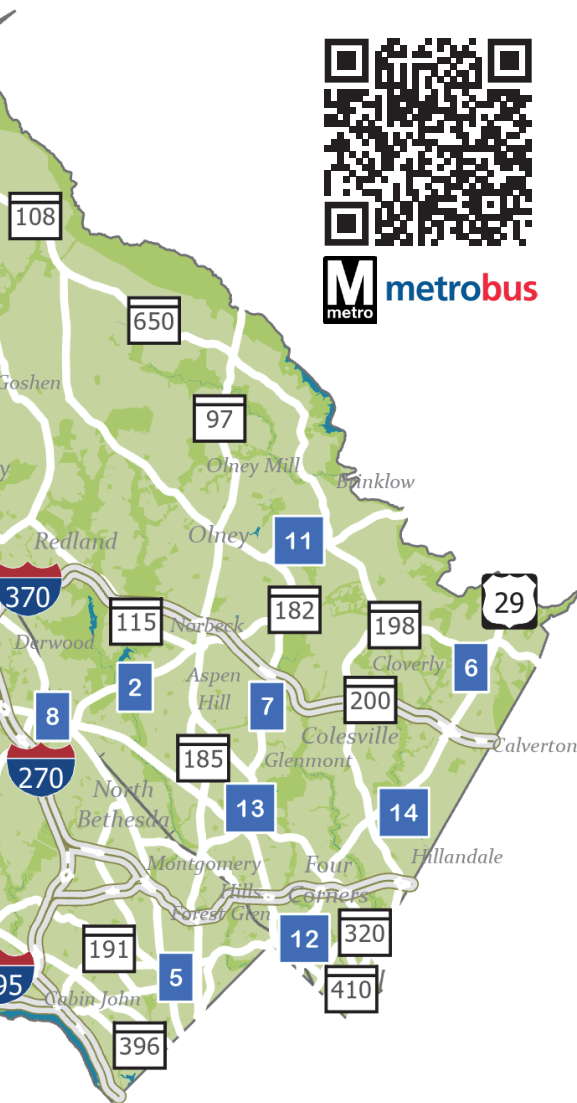 M
metro
metrobus
108
650
Goshen
97
Olney Mill
Brinklow
Olney
11
Redland
370
29
182
115
198
Norbeck
Derwood
Cloverly
6
Aspen
Hill
2
7
200
8
Colesville
Calverton
185
Glenmont
270
North
Bethesda
13
14
Montgomery
Hills
Four
Corners
Hillandale
Forest Glen
12
320
191
5
95
410
Cabin John
396